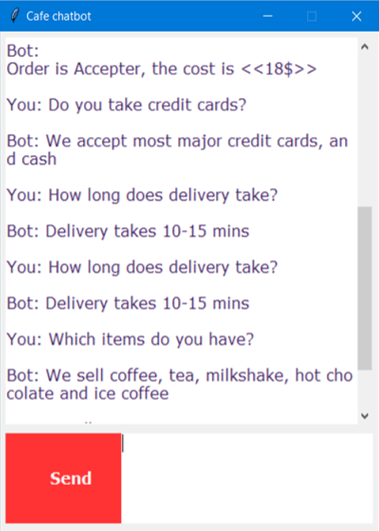 Cafe chatbot
Bot:
Order is Accepter, the cost is <<18$>>
You: Do you take credit cards?
Bot: We accept most major credit cards, an
d cash
You: How long does delivery take?
Bot: Delivery takes 10-15 mins
You: How long does delivery take?
Bot: Delivery takes 10-15 mins
You: Which items do you have?
Bot: We sell coffee, tea, milkshake, hot cho
colate and ice coffee
Send